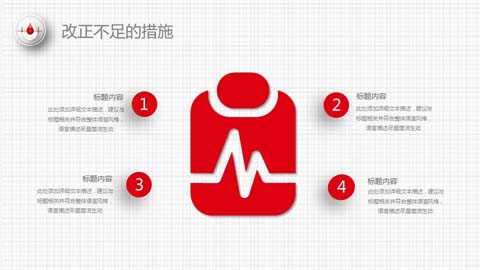 改正不足的措施
标题内容
此处添加详细文本描述，建议与
标题相关并符合整体语言风格，
语言描述尽量简洁生动
1
2
标题内容
此处添加详细文本描述，建议与
标题相关并符合整体语言风格，
语言描述尽量简洁生动
标题内容
此处添加详细文本描述，建议与
标题相关并符合整体语言风格，
语言描述尽量简洁生动
3
4
标题内容
此处添加详细文本描述，建议与
标题相关并符合整体语言风格，
语言描述尽量简洁生动